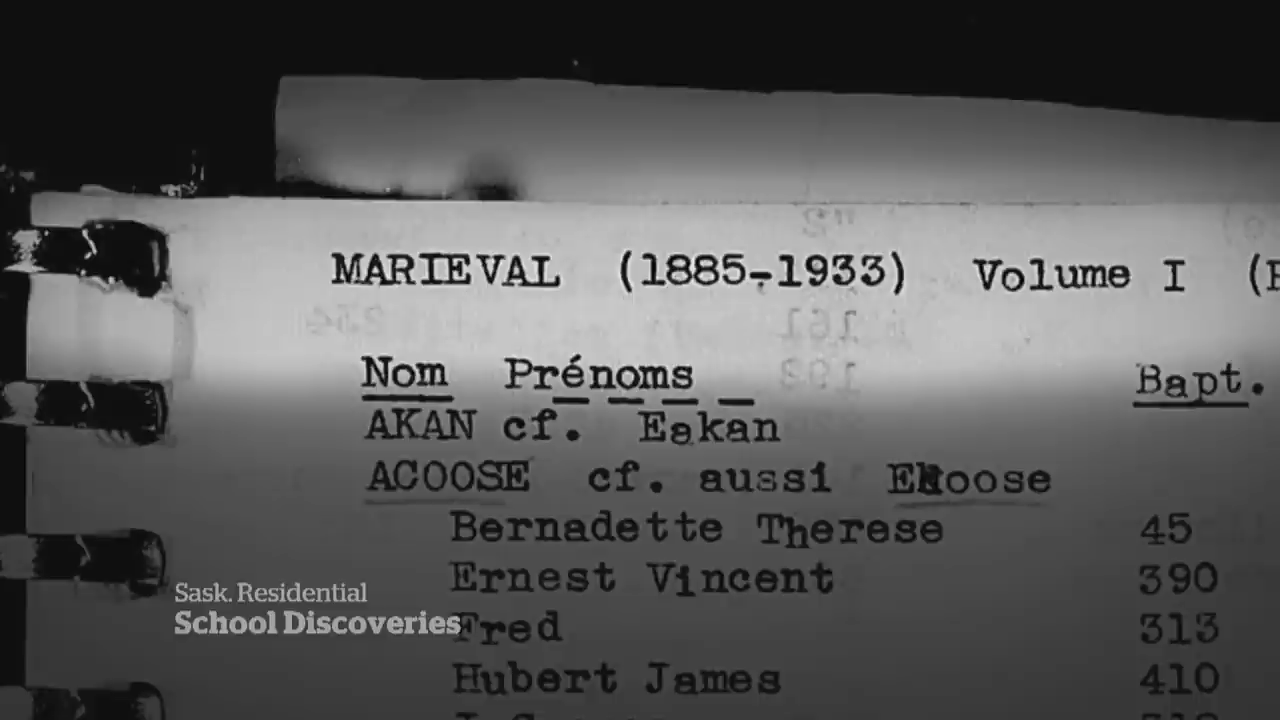 MARIEVAL (1885-1933) Volume I
Nom Prénoms Bapt.
AKAN cf. Eakan
ACOOSE cf. aussi Ekoose
Bernadette Therese 45
Ernest Vincent 390
Fred 313
Hubert James 410
Sask. Residential
School Discoveries